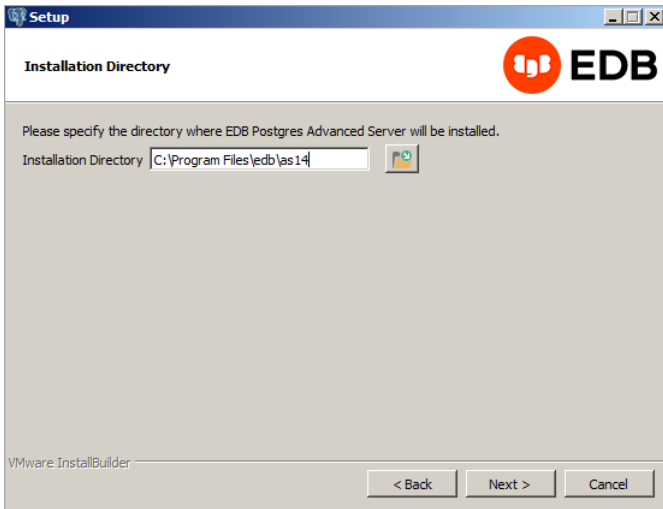 Setup
Installation Directory
EDB
Please specify the directory where EDB Postgres Advanced Server will be installed.
Installation Directory C:\Program Files\edb\as14
VMware InstallBuilder
< Back Next > Cancel